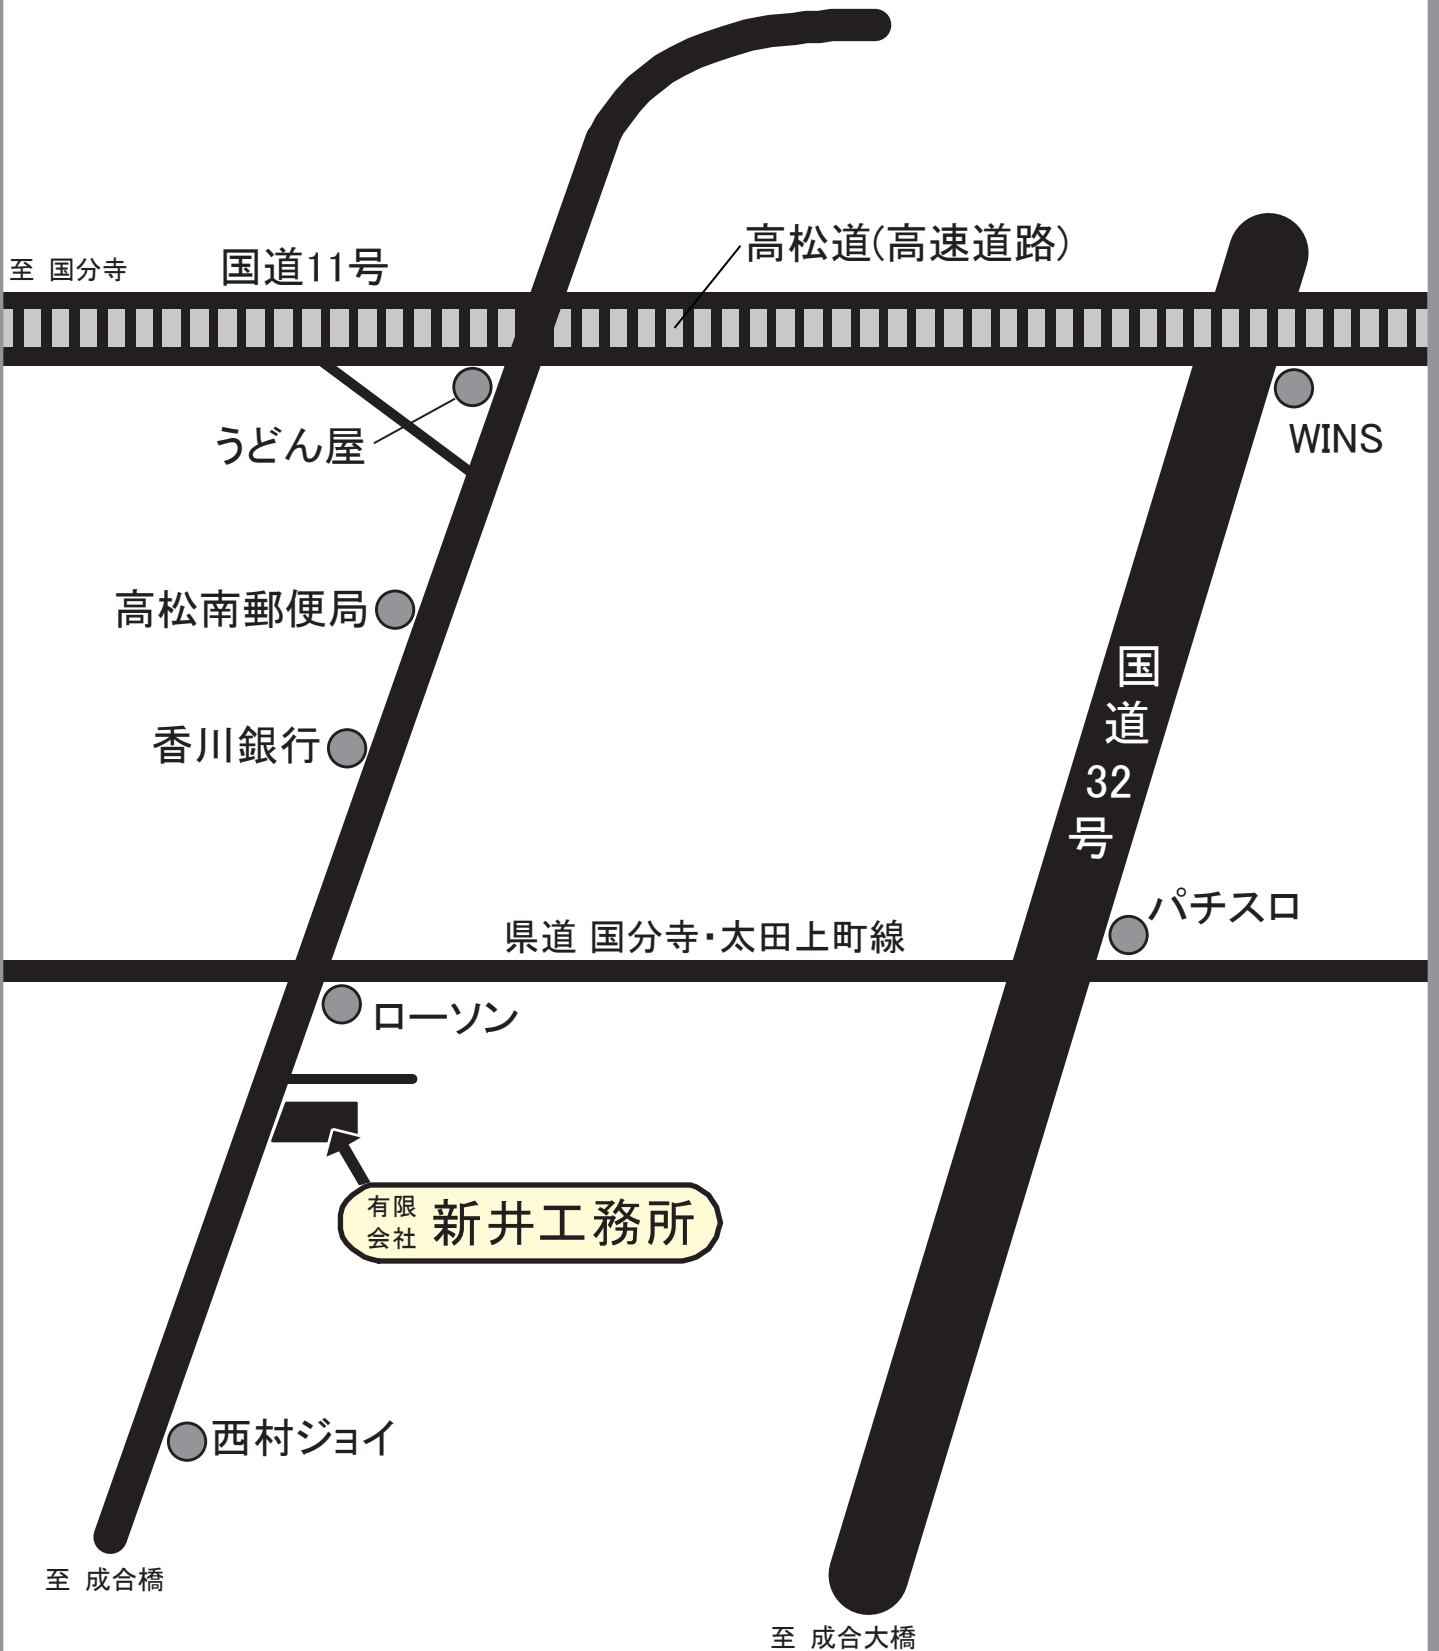 高松道(高速道路)
至 国分寺
国道11号
うどん屋
WINS
高松南郵便局
国道32号
香川銀行
パチスロ
県道 国分寺・太田上町線
ローソン
有限会社 新井工務所
西村ジョイ
至 成合橋
至 成合大橋